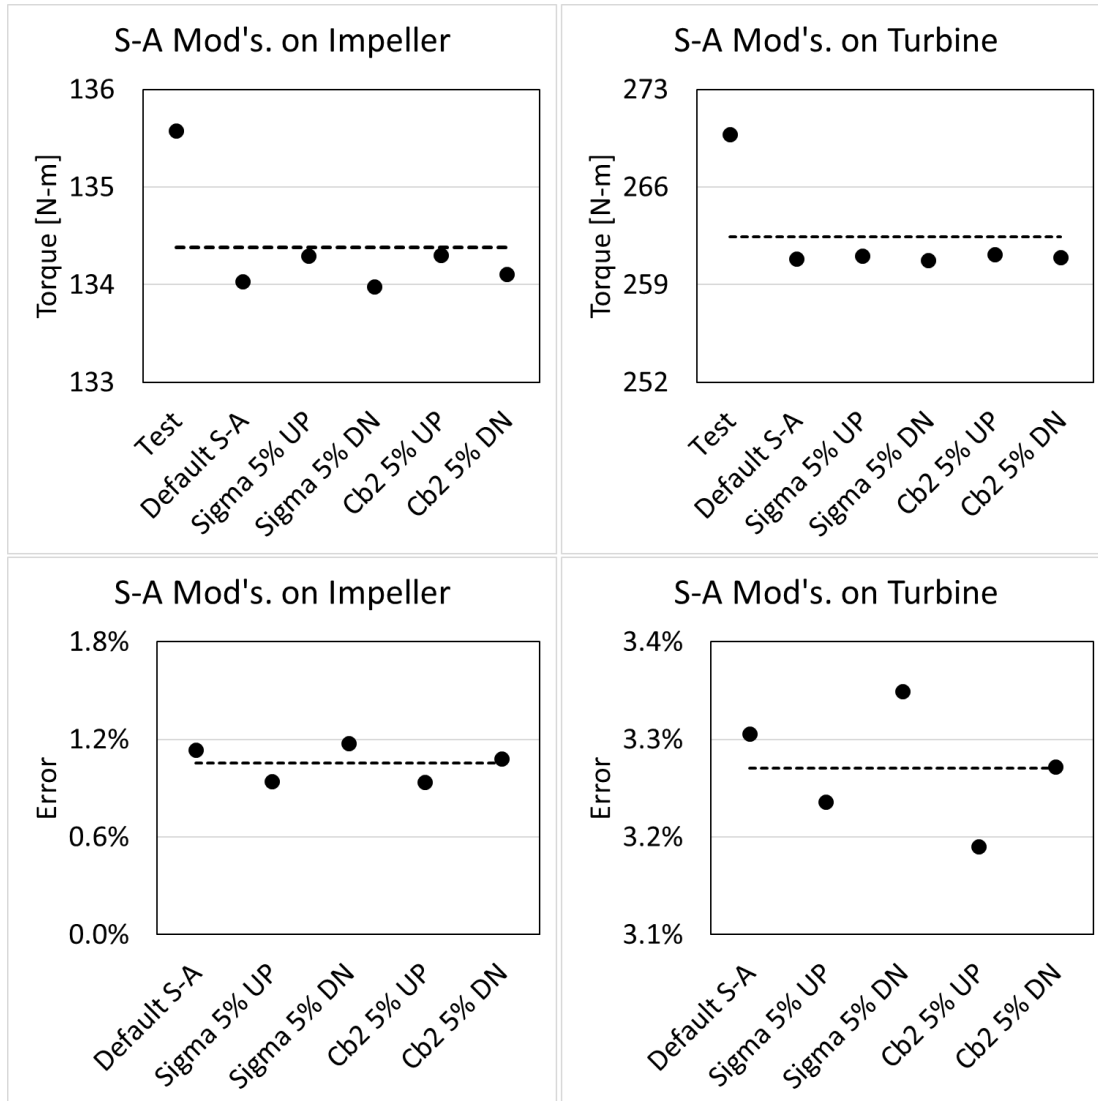 S-A Mod's. on Impeller
Torque [N-m]
136
135
134
133
Test
Default S-A
Sigma 5% UP
Sigma 5% DN
Cb2 5% UP
Cb2 5% DN
S-A Mod's. on Turbine
Torque [N-m]
273
266
259
252
Test
Default S-A
Sigma 5% UP
Sigma 5% DN
Cb2 5% UP
Cb2 5% DN
S-A Mod's. on Impeller
Error
1.8%
1.2%
0.6%
0.0%
Default S-A
Sigma 5% UP
Sigma 5% DN
Cb2 5% UP
Cb2 5% DN
S-A Mod's. on Turbine
Error
3.4%
3.3%
3.2%
3.1%
Default S-A
Sigma 5% UP
Sigma 5% DN
Cb2 5% UP
Cb2 5% DN